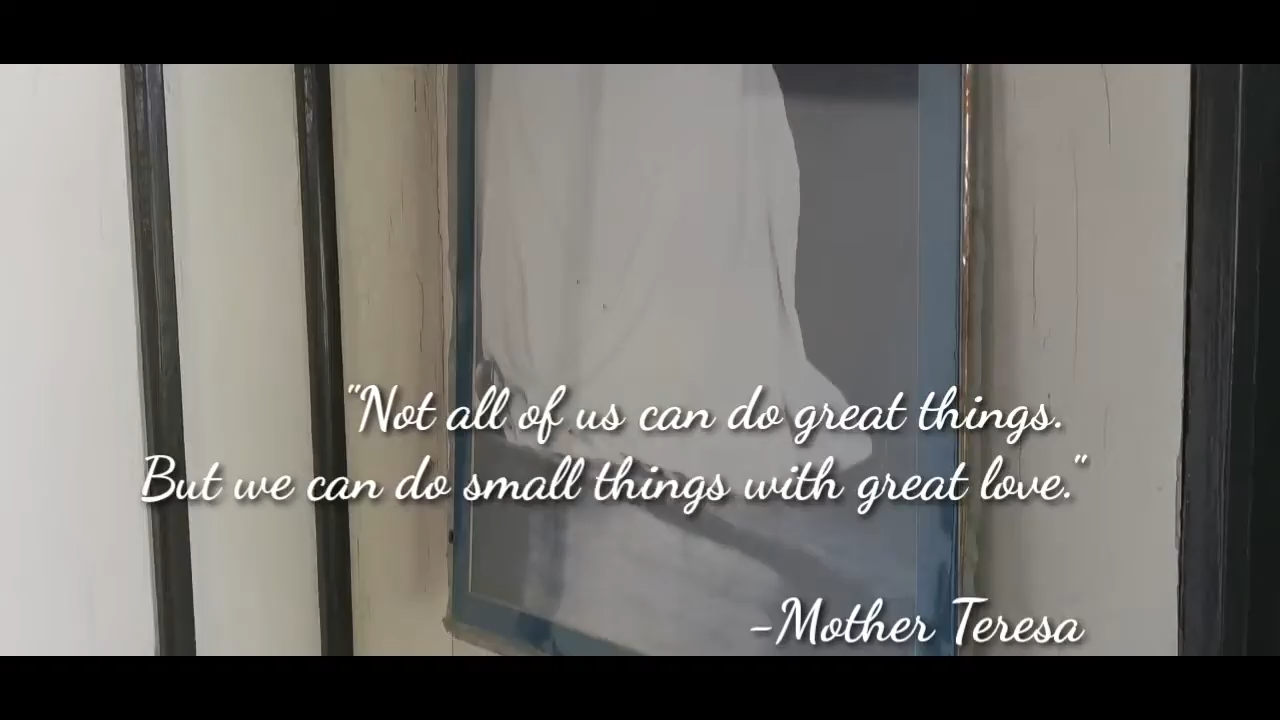 "Not all of us can do great things.
But we can do small things with great love."
-Mother Teresa